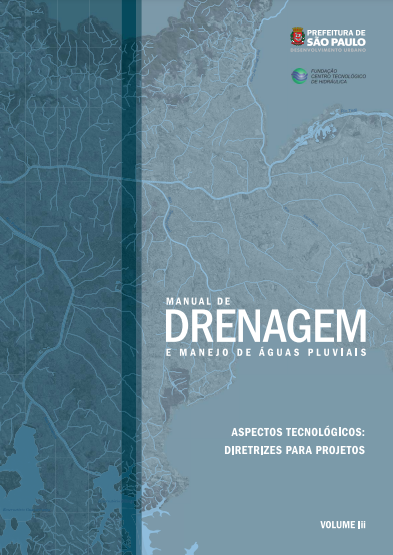 PREFEITURA DE
SÃO PAULO
DESENVOLVIMENTO URBANO
FUNDAÇÃO
CENTRO TECNOLÓGICO
DE HIDRÁULICA
MANUAL DE
DRENAGEM
E MANEJO DE ÁGUAS PLUVIAIS
ASPECTOS TECNOLÓGICOS:
DIRETRIZES PARA PROJETOS
VOLUME Iii